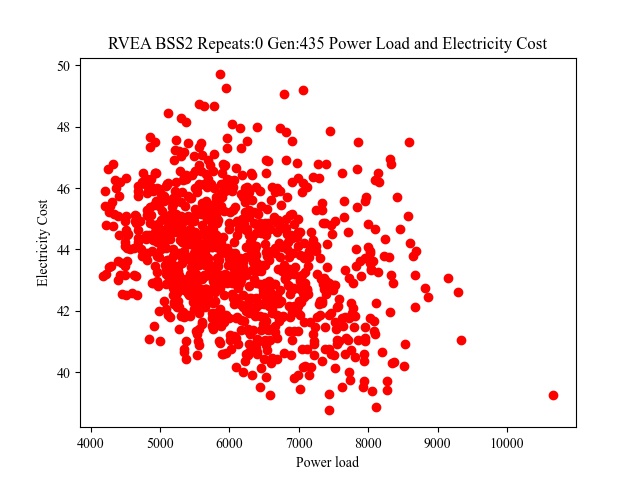 RVEA BSS2 Repeats:0 Gen:435 Power Load and Electricity Cost
50
48
46
44
42
40
Electricity Cost
4000 5000 6000 7000 8000 9000 10000
Power load